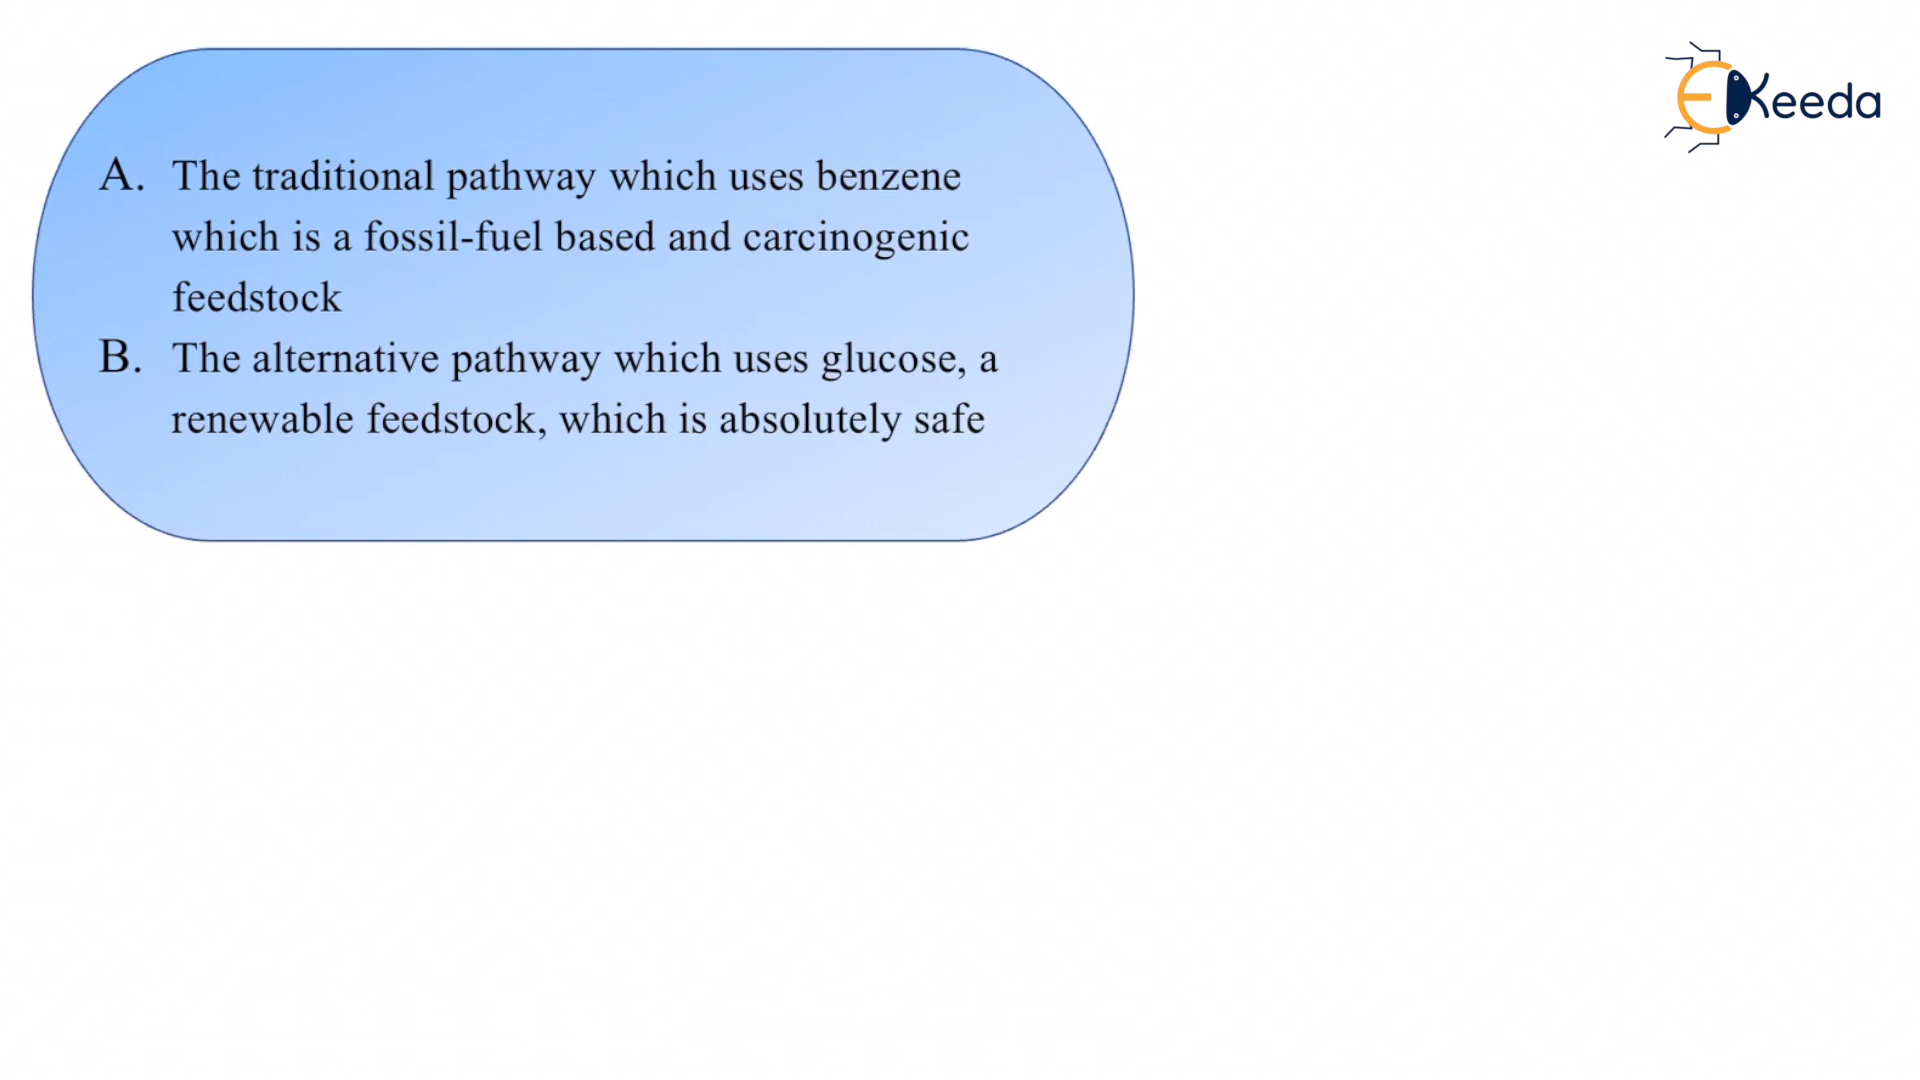 EKeeda
A. The traditional pathway which uses benzene
which is a fossil-fuel based and carcinogenic
feedstock
B. The alternative pathway which uses glucose, a
renewable feedstock, which is absolutely safe